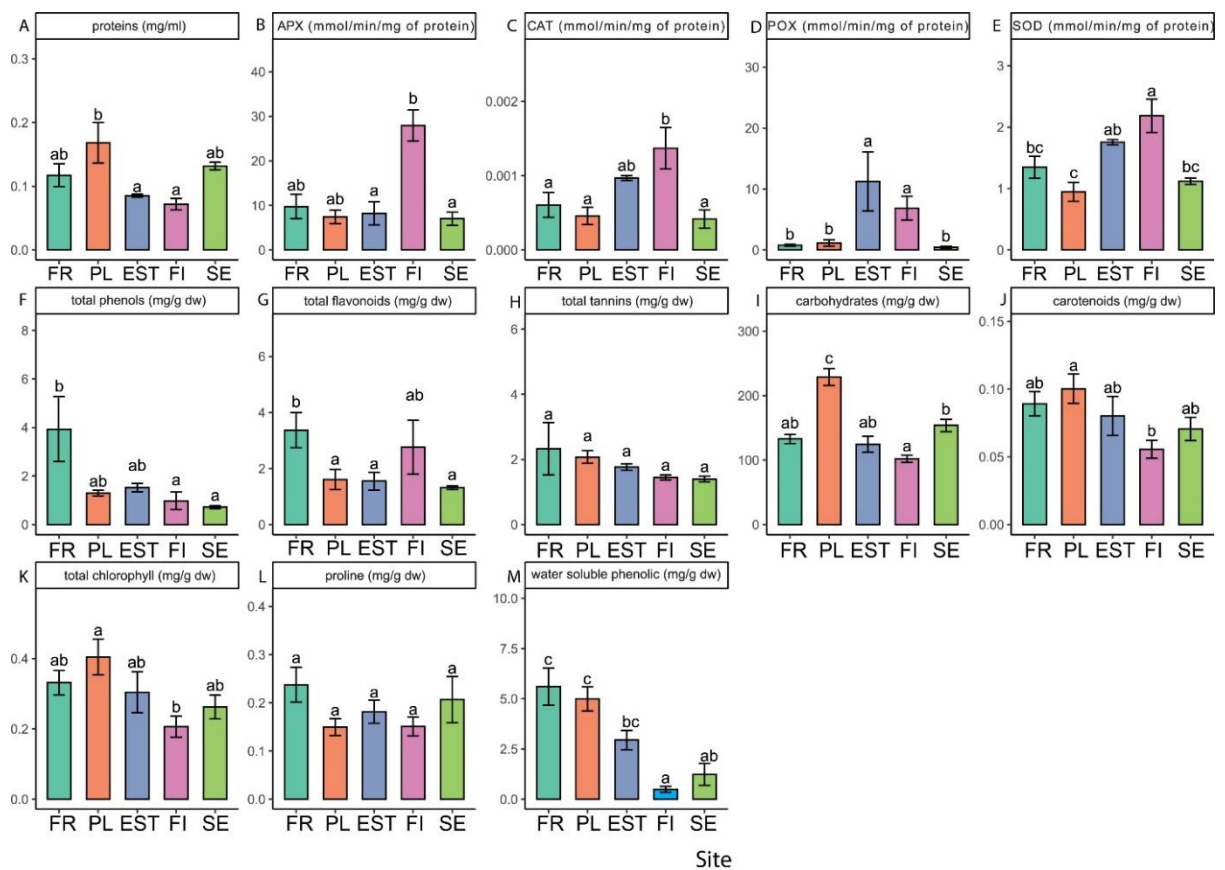 A proteins (mg/ml)
0.3
0.2
0.1
0.0
ab b a a ab
FR PL EST FI SE
B APX (mmol/min/mg of protein)
40
30
20
10
0
ab ab a b a
FR PL EST FI SE
C CAT (mmol/min/mg of protein)
0.002
0.001
0.000
a a ab b a
FR PL EST FI SE
D POX (mmol/min/mg of protein)
30
20
10
0
b b a a b
FR PL EST FI SE
E SOD (mmol/min/mg of protein)
3
2
1
0
bc c ab a bc
FR PL EST FI SE
F total phenols (mg/g dw)
8
6
4
2
0
b ab ab a a
FR PL EST FI SE
G total flavonoids (mg/g dw)
6
4
2
0
b a a ab a
FR PL EST FI SE
H total tannins (mg/g dw)
6
4
2
0
a a a a a
FR PL EST FI SE
I carbohydrates (mg/g dw)
300
200
100
0
ab c ab a b
FR PL EST FI SE
J carotenoids (mg/g dw)
0.15
0.10
0.05
0.00
ab a ab b ab
FR PL EST FI SE
K total chlorophyll (mg/g dw)
0.4
0.2
0.0
ab a ab b ab
FR PL EST FI SE
L proline (mg/g dw)
0.4
0.3
0.2
0.1
0.0
a a a a a
FR PL EST FI SE
M water soluble phenolic (mg/g dw)
10.0
7.5
5.0
2.5
0.0
c c bc a ab
FR PL EST FI SE
Site